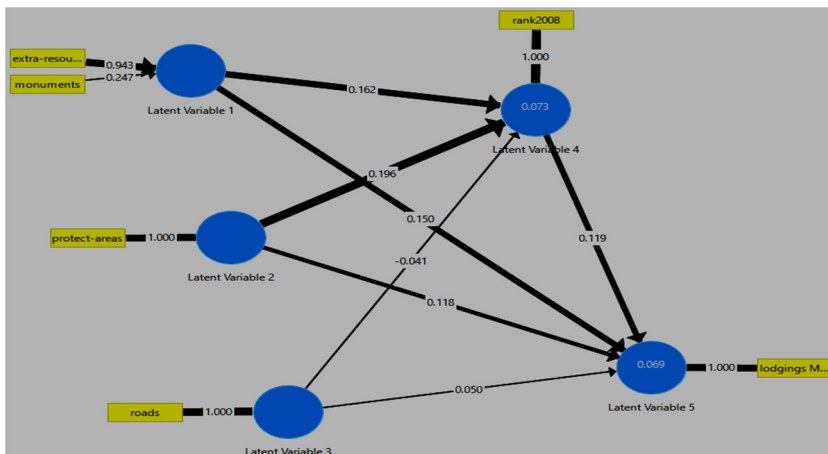 rank2008
1.000
extra-resou...
0.943
monuments
0.247
Latent Variable 1
0.162
0.073
Latent Variable 4
0.196
0.150
0.119
protect-areas
1.000
Latent Variable 2
-0.041
0.118
0.069
1.000
lodgings M...
Latent Variable 5
0.050
roads
1.000
Latent Variable 3